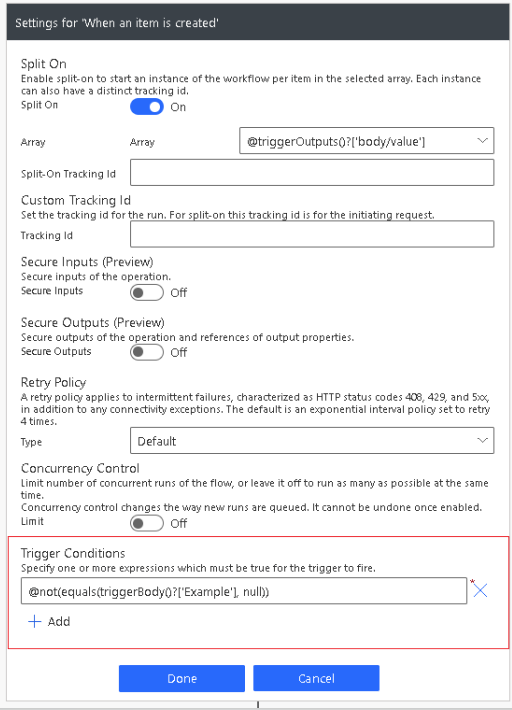 Settings for 'When an item is created'
Split On
Enable split-on to start an instance of the workflow per item in the selected array. Each instance
can also have a distinct tracking id.
Split On On
Array Array @triggerOutputs()?['body/value']
Split-On Tracking Id
Custom Tracking Id
Set the tracking id for the run. For split-on this tracking id is for the initiating request.
Tracking Id
Secure Inputs (Preview)
Secure inputs of the operation.
Secure Inputs Off
Secure Outputs (Preview)
Secure outputs of the operation and references of output properties.
Secure Outputs Off
Retry Policy
A retry policy applies to intermittent failures, characterized as HTTP status codes 408, 429, and 5xx,
in addition to any connectivity exceptions. The default is an exponential interval policy set to retry
4 times.
Type Default
Concurrency Control
Limit number of concurrent runs of the flow, or leave it off to run as many as possible at the same
time.
Concurrency control changes the way new runs are queued. It cannot be undone once enabled.
Limit Off
Trigger Conditions
Specify one or more expressions which must be true for the trigger to fire.
@not(equals(triggerBody()?['Example'], null)) *
+ Add
Done Cancel